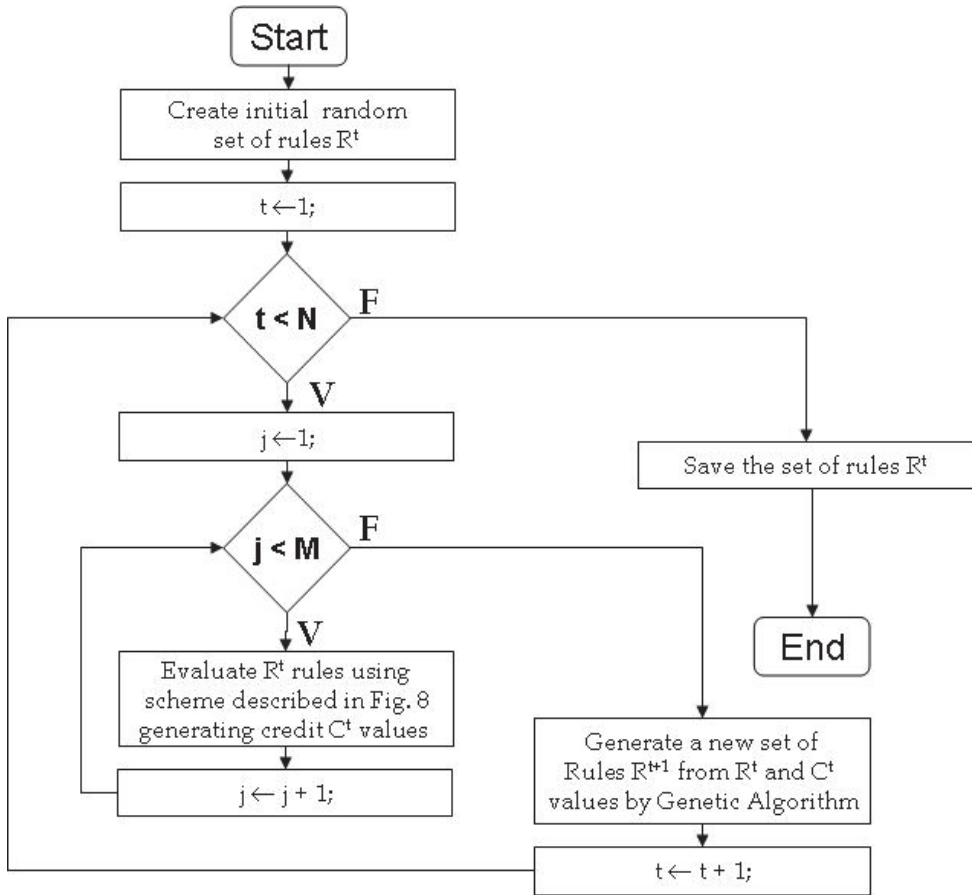 Start
Create initial random
set of rules Rᵗ
t ←1;
t < N
F
V
j ←1;
Save the set of rules Rᵗ
j < M
F
V
End
Evaluate Rᵗ rules using
scheme described in Fig. 8
generating credit Cᵗ values
j ← j + 1;
Generate a new set of
Rules Rᵗ⁺¹ from Rᵗ and Cᵗ
values by Genetic Algorithm
t ← t + 1;